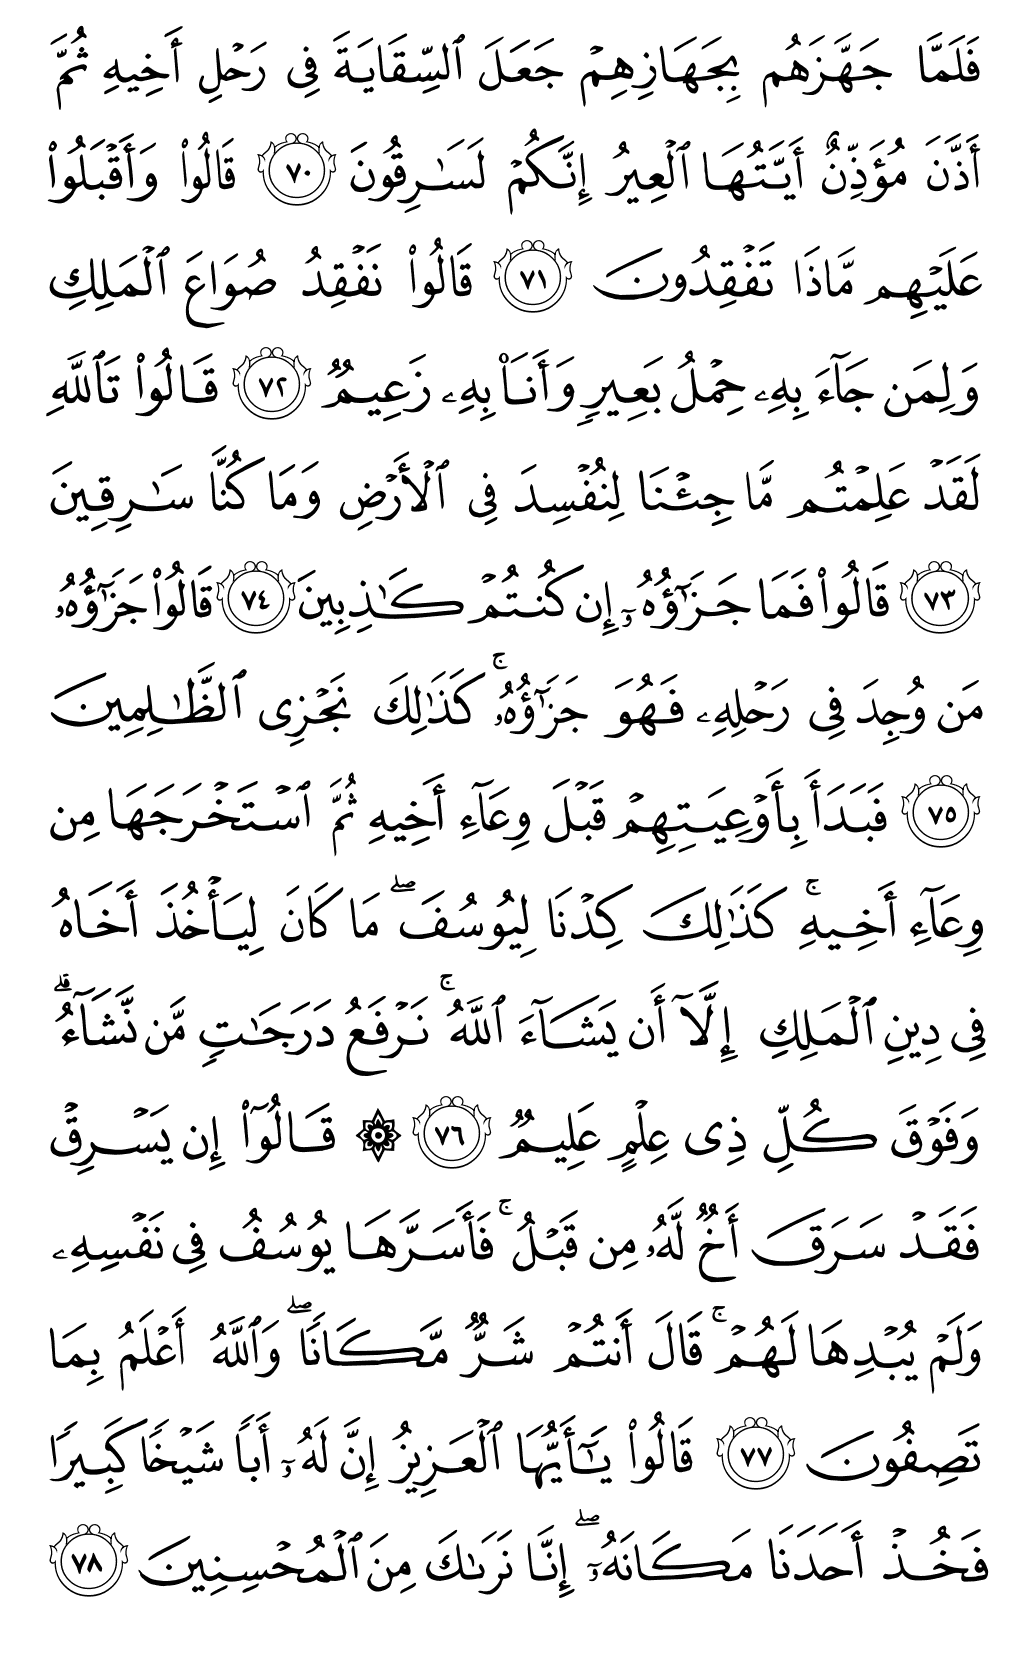 فَلَمَّا جَهَّزَهُم بِجَهَازِهِمۡ جَعَلَ ٱلسِّقَايَةَ فِى رَحۡلِ أَخِيهِ ثُمَّ
أَذَّنَ مُؤَذِّنٌ أَيَّتُهَا ٱلۡعِيرُ إِنَّكُمۡ لَسَـٰرِقُونَ ٧٠ قَالُوا۟ وَأَقۡبَلُوا۟
عَلَيۡهِم مَّاذَا تَفۡقِدُونَ ٧١ قَالُوا۟ نَفۡقِدُ صُوَاعَ ٱلۡمَلِكِ
وَلِمَن جَآءَ بِهِۦ حِمۡلُ بَعِيرٍ وَأَنَا۠ بِهِۦ زَعِيمٌ ٧٢ قَالُوا۟ تَٱللَّهِ
لَقَدۡ عَلِمۡتُم مَّا جِئۡنَا لِنُفۡسِدَ فِى ٱلۡأَرۡضِ وَمَا كُنَّا سَـٰرِقِينَ
٧٣ قَالُوا۟ فَمَا جَزَـٰٓؤُهُۥٓ إِن كُنتُمۡ كَـٰذِبِينَ ٧٤ قَالُوا۟ جَزَـٰٓؤُهُۥ
مَن وُجِدَ فِى رَحۡلِهِۦ فَهُوَ جَزَـٰٓؤُهُۥۚ كَذَٰلِكَ نَجۡزِى ٱلظَّـٰلِمِينَ
٧٥ فَبَدَأَ بِأَوۡعِيَتِهِمۡ قَبۡلَ وِعَآءِ أَخِيهِ ثُمَّ ٱسۡتَخۡرَجَهَا مِن
وِعَآءِ أَخِيهِۚ كَذَٰلِكَ كِدۡنَا لِيُوسُفَۖ مَا كَانَ لِيَأۡخُذَ أَخَاهُ
فِى دِينِ ٱلۡمَلِكِ إِلَّآ أَن يَشَآءَ ٱللَّهُۚ نَرۡفَعُ دَرَجَـٰتٍ مَّن نَّشَآءُۗ
وَفَوۡقَ كُلِّ ذِى عِلۡمٍ عَلِيمٌ ٧٦ ۞ قَالُوٓا۟ إِن يَسۡرِقۡ
فَقَدۡ سَرَقَ أَخٌ لَّهُۥ مِن قَبۡلُۚ فَأَسَرَّهَا يُوسُفُ فِى نَفۡسِهِۦ
وَلَمۡ يُبۡدِهَا لَهُمۡۚ قَالَ أَنتُمۡ شَرٌّ مَّكَانًاۖ وَٱللَّهُ أَعۡلَمُ بِمَا
تَصِفُونَ ٧٧ قَالُوا۟ يَـٰٓأَيُّهَا ٱلۡعَزِيزُ إِنَّ لَهُۥٓ أَبًا شَيۡخًا كَبِيرًا
فَخُذۡ أَحَدَنَا مَكَانَهُۥٓۖ إِنَّا نَرَىٰكَ مِنَ ٱلۡمُحۡسِنِينَ ٧٨